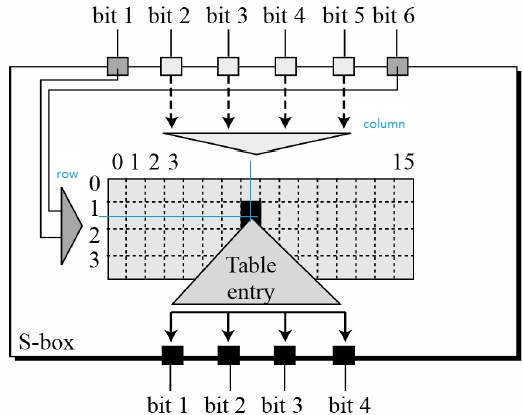 bit 1 bit 2 bit 3 bit 4 bit 5 bit 6
column
0 1 2 3 15
row
0
1
2
3
Table
entry
S-box
bit 1 bit 2 bit 3 bit 4